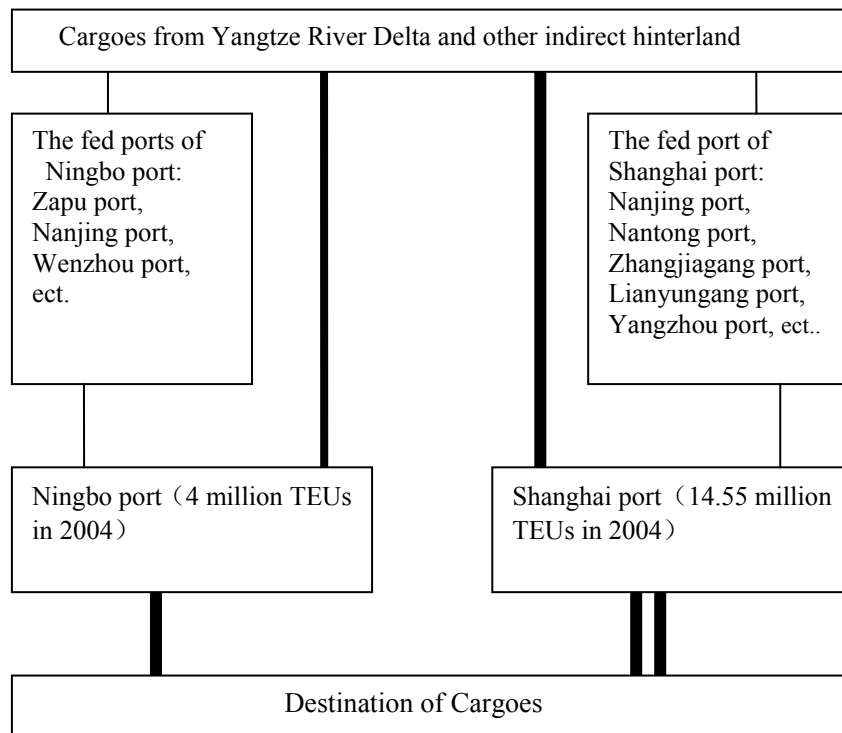 Cargoes from Yangtze River Delta and other indirect hinterland
The fed ports of
Ningbo port:
Zapu port,
Nanjing port,
Wenzhou port,
ect.
The fed port of
Shanghai port:
Nanjing port,
Nantong port,
Zhangjiagang port,
Lianyungang port,
Yangzhou port, ect..
Ningbo port（4 million TEUs
in 2004）
Shanghai port（14.55 million
TEUs in 2004）
Destination of Cargoes